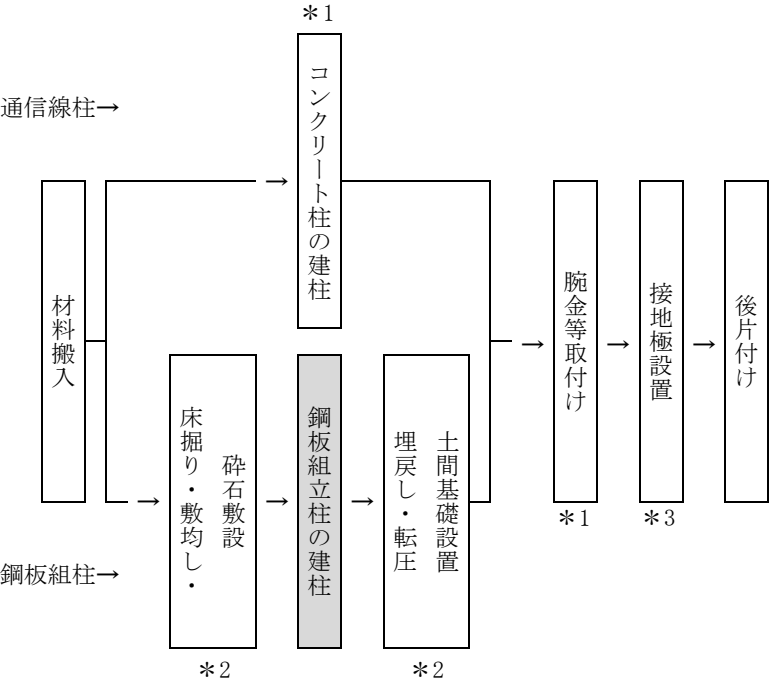 ＊1
通信線柱→
コンクリート柱の建柱
→
材料搬入
→
床掘り・敷均し・
砕石敷設
＊2
→
鋼板組立柱の建柱
→
埋戻し・転圧
土間基礎設置
＊2
鋼板組柱→
→
腕金等取付け
＊1
→
接地極設置
＊3
→
後片付け